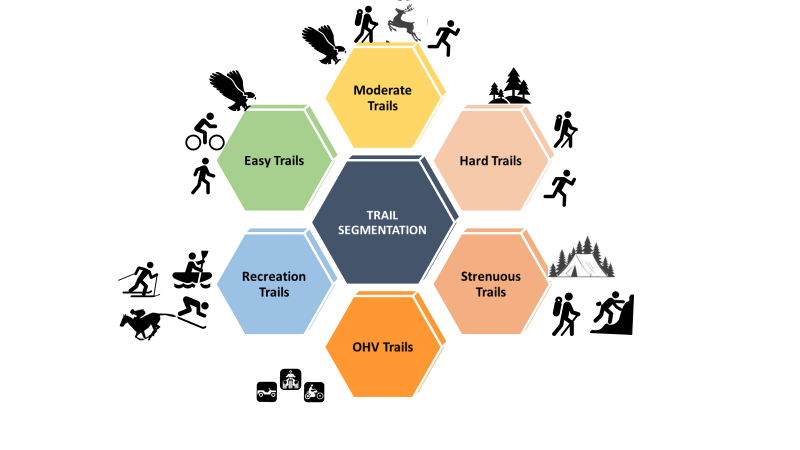 Moderate
Trails
Easy Trails
Hard Trails
TRAIL
SEGMENTATION
Recreation
Trails
Strenuous
Trails
OHV Trails